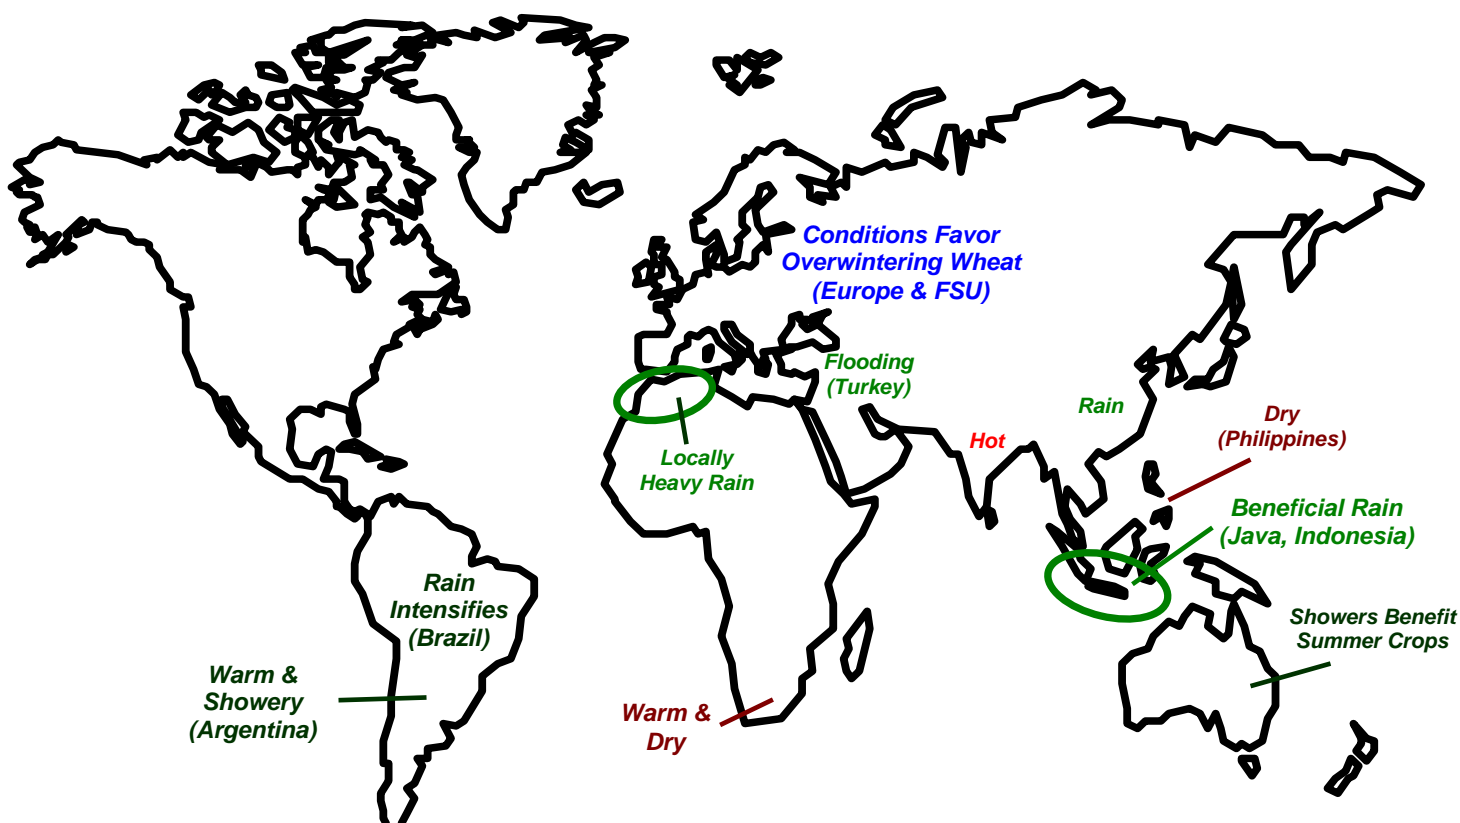 Conditions Favor
Overwintering Wheat
(Europe & FSU)
Flooding
(Turkey)
Rain
Dry
(Philippines)
Hot
Locally
Heavy Rain
Beneficial Rain
(Java, Indonesia)
Rain
Intensifies
(Brazil)
Showers Benefit
Summer Crops
Warm &
Showery
(Argentina)
Warm &
Dry